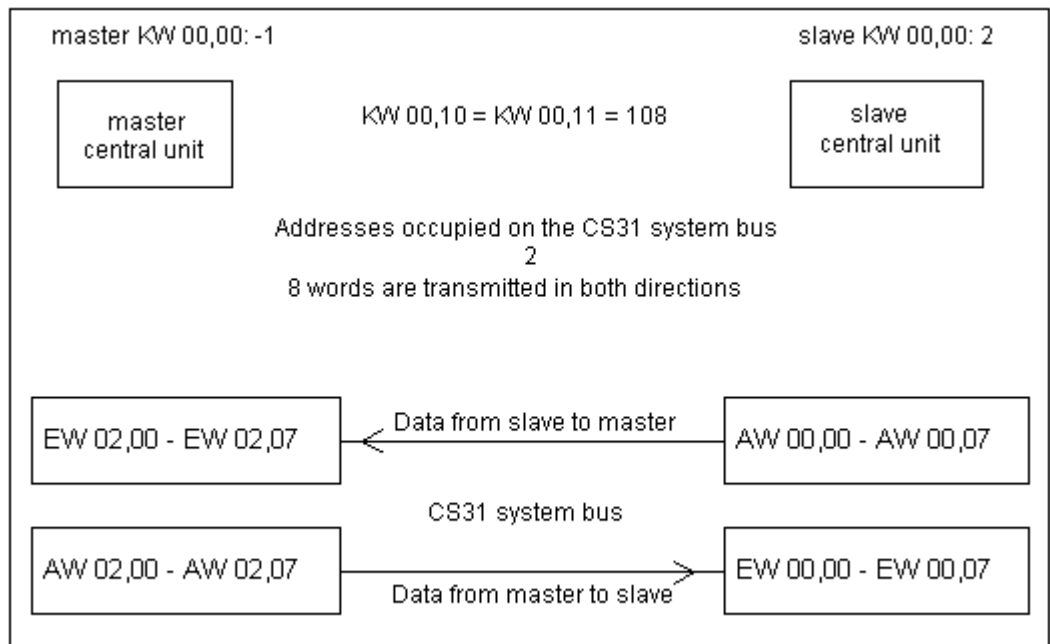 master KW 00,00: -1
slave KW 00,00: 2
master
central unit
KW 00,10 = KW 00,11 = 108
slave
central unit
Addresses occupied on the CS31 system bus
2
8 words are transmitted in both directions
EW 02,00 - EW 02,07
Data from slave to master
AW 00,00 - AW 00,07
CS31 system bus
AW 02,00 - AW 02,07
Data from master to slave
EW 00,00 - EW 00,07